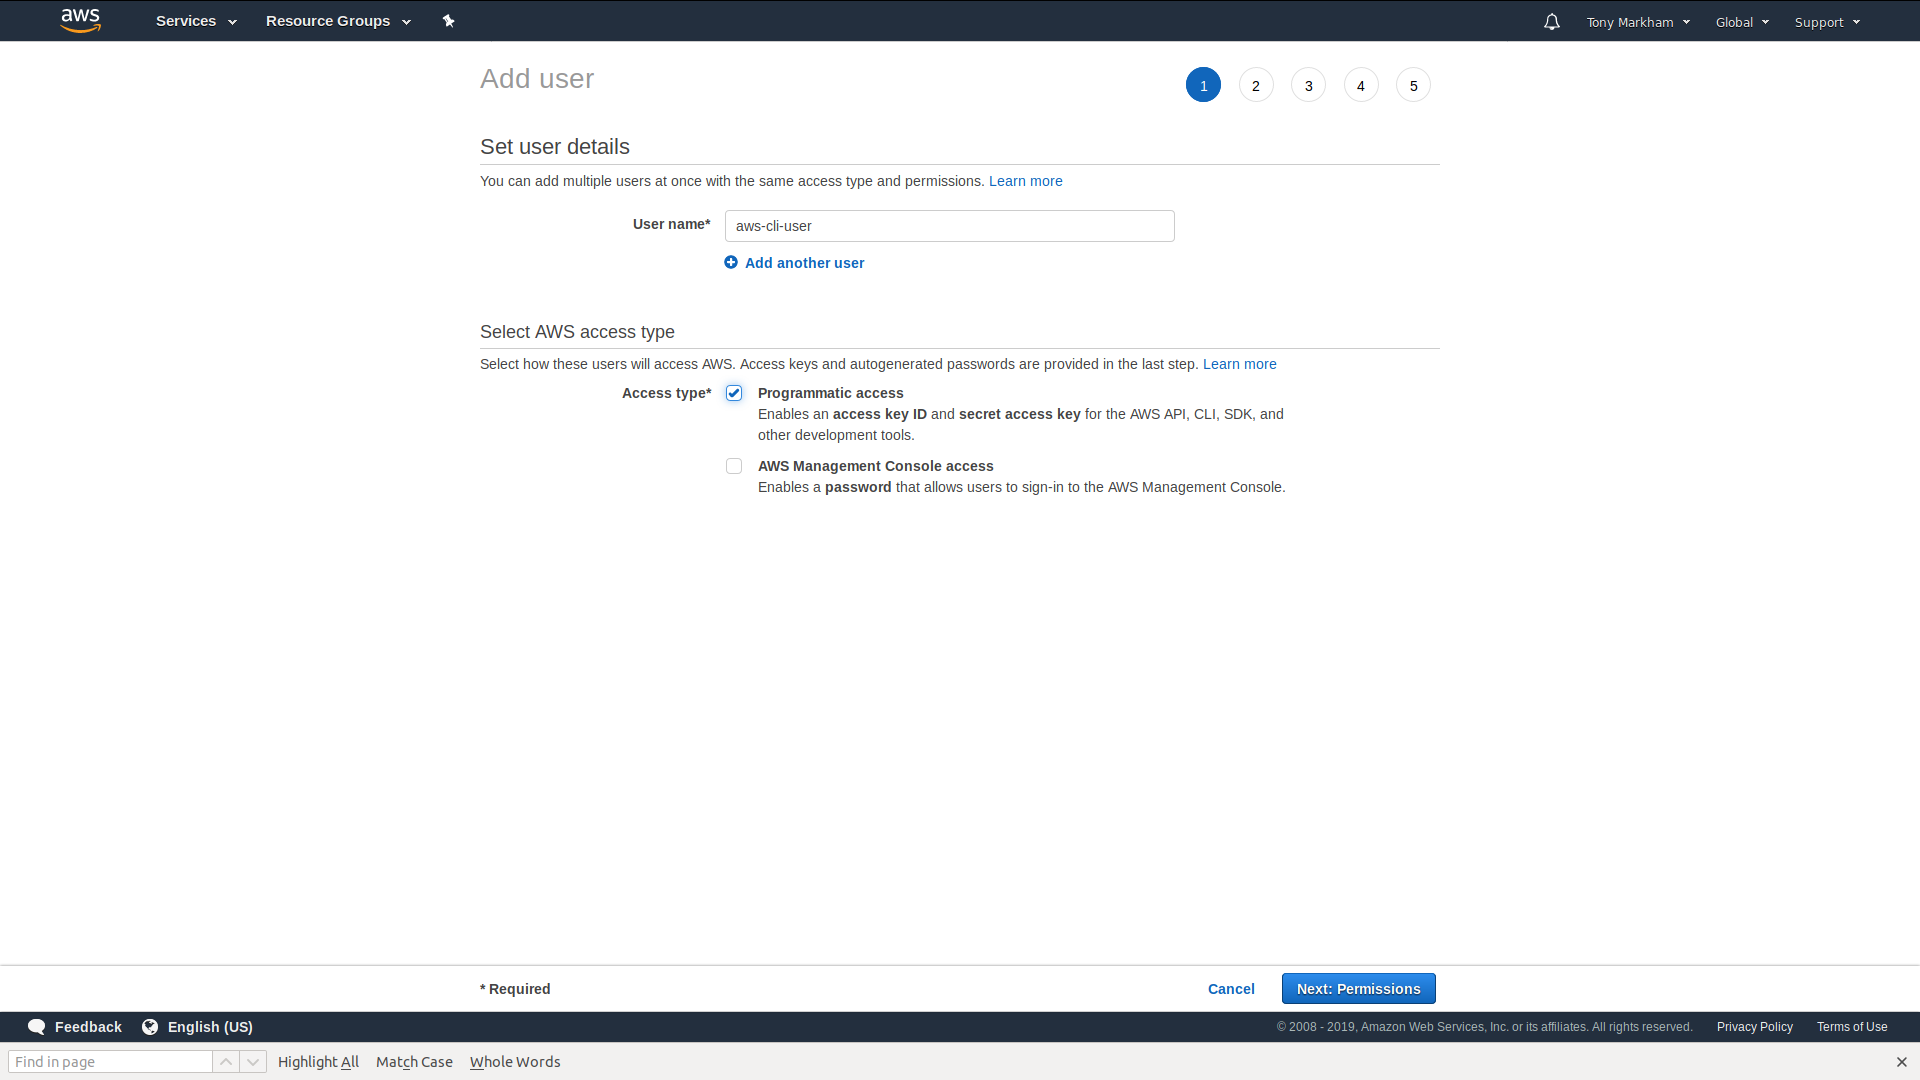 aws Services Resource Groups Tony Markham Global Support
Add user 1 2 3 4 5
Set user details
You can add multiple users at once with the same access type and permissions. Learn more
User name* aws-cli-user
Add another user
Select AWS access type
Select how these users will access AWS. Access keys and autogenerated passwords are provided in the last step. Learn more
Access type* Programmatic access
Enables an access key ID and secret access key for the AWS API, CLI, SDK, and
other development tools.
AWS Management Console access
Enables a password that allows users to sign-in to the AWS Management Console.
* Required Cancel Next: Permissions
Feedback English (US) © 2008 - 2019, Amazon Web Services, Inc. or its affiliates. All rights reserved. Privacy Policy Terms of Use
Find in page Highlight All Match Case Whole Words